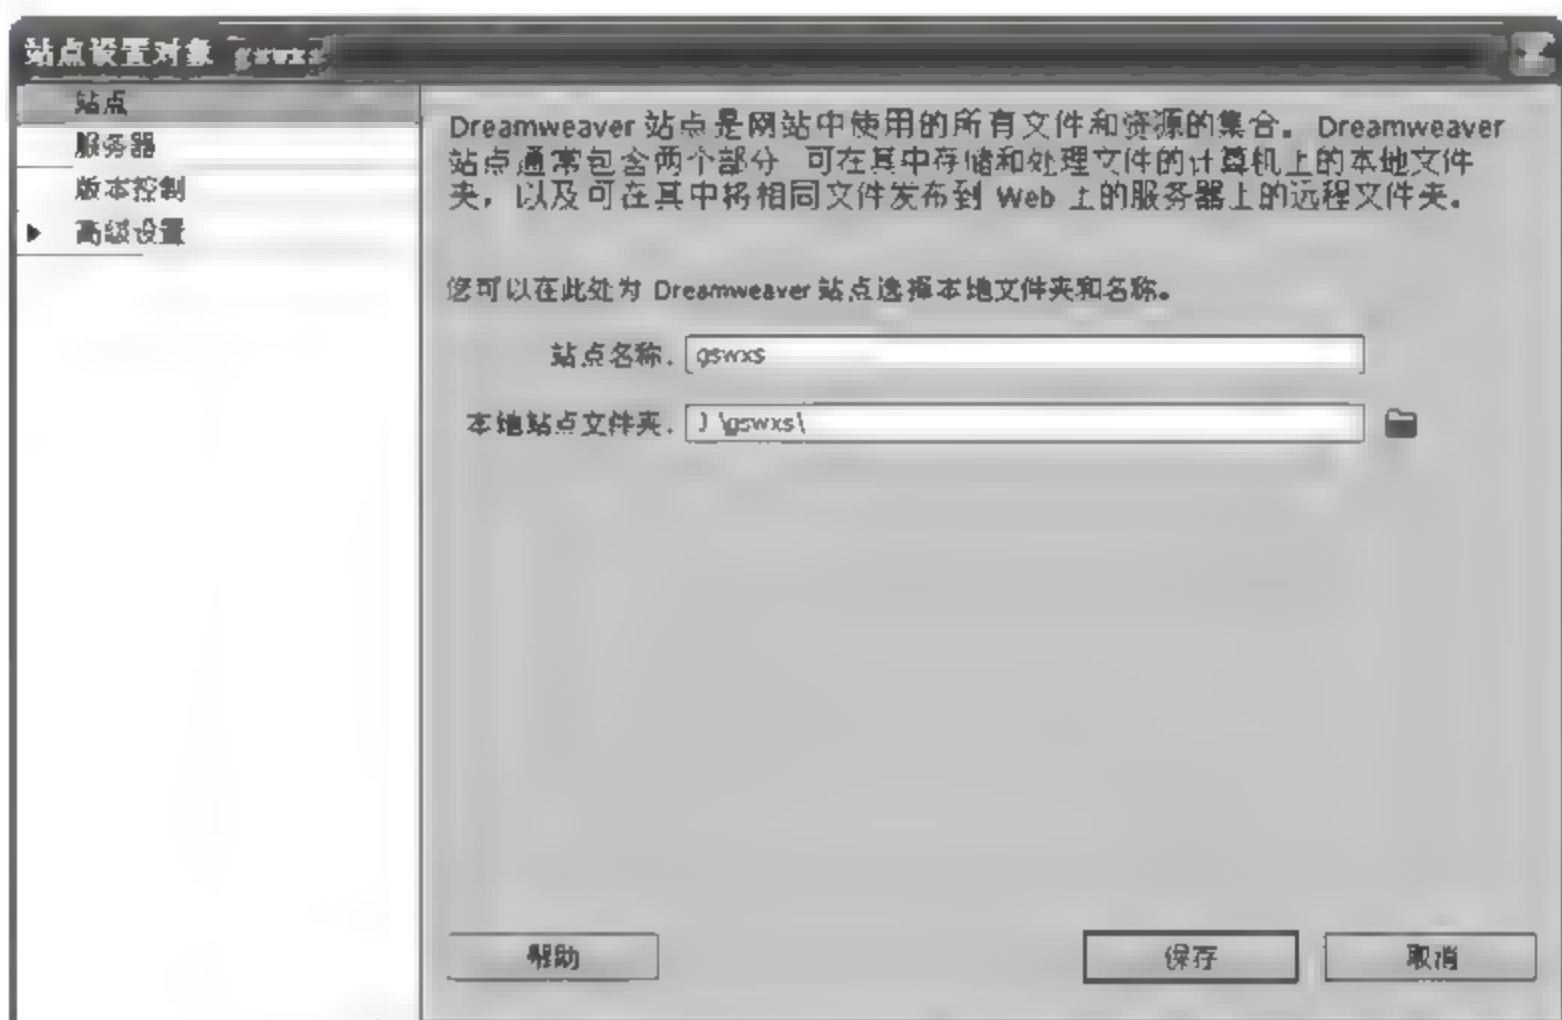 站点设置对象 gswxs
站点
服务器
版本控制
高级设置
Dreamweaver 站点是网站中使用的所有文件和资源的集合。Dreamweaver
站点通常包含两个部分 可在其中存储和处理文件的计算机上的本地文件
夹，以及可在其中将相同文件发布到 Web 上的服务器上的远程文件夹。
您可以在此处为 Dreamweaver 站点选择本地文件夹和名称。
站点名称. gswxs
本地站点文件夹. \gswxs\
帮助
保存
取消